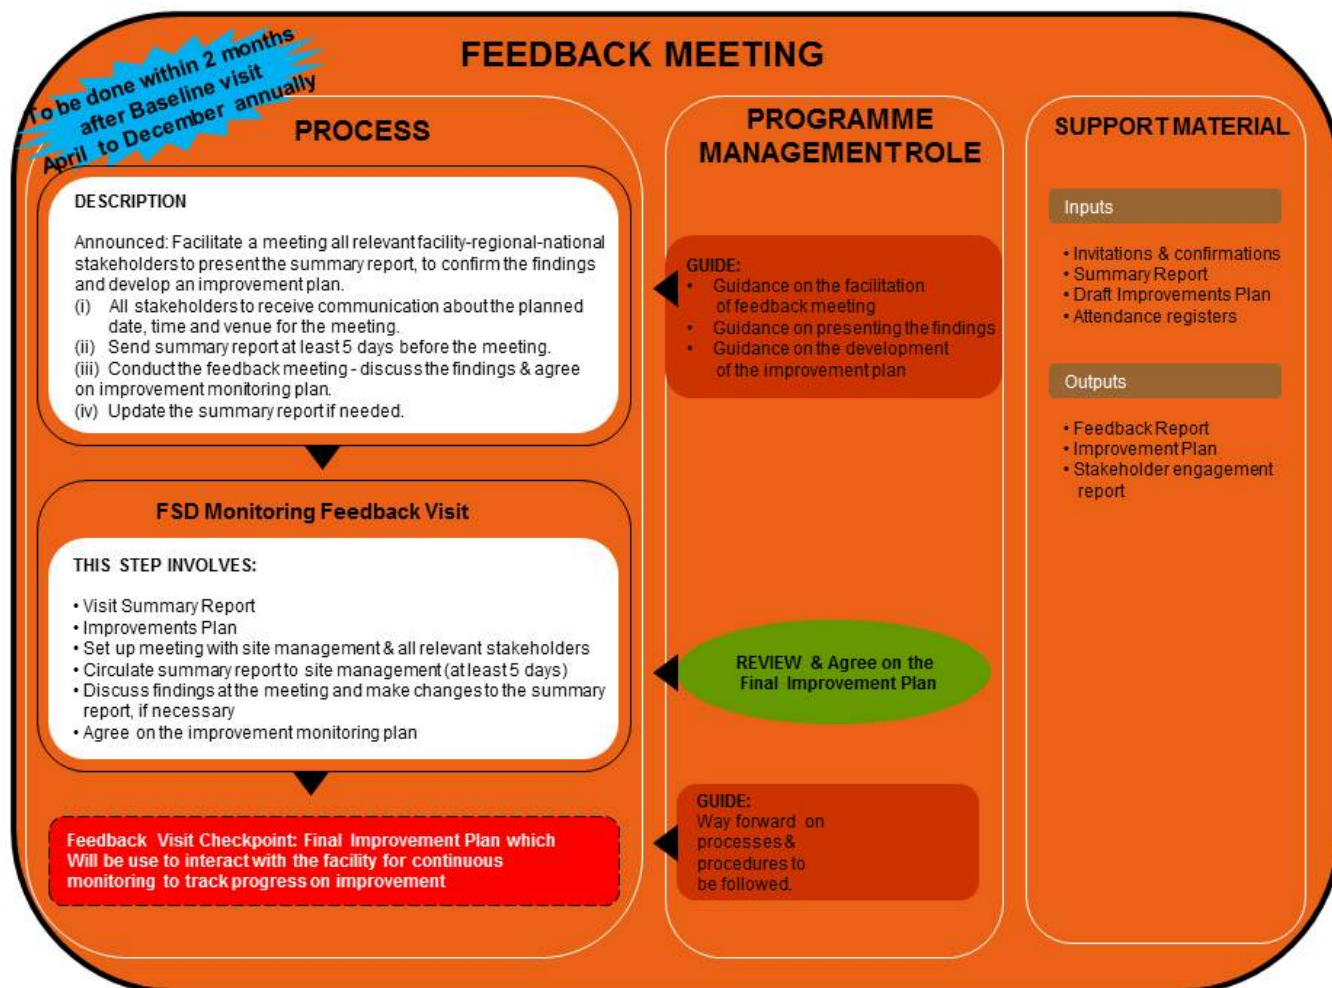 FEEDBACK MEETING
To be done within 2 months
after Baseline visit
April to December annually
PROCESS
DESCRIPTION
Announced: Facilitate a meeting all relevant facility-regional-national
stakeholders to present the summary report, to confirm the findings
and develop an improvement plan.
(i) All stakeholders to receive communication about the planned
date, time and venue for the meeting.
(ii) Send summary report at least 5 days before the meeting.
(iii) Conduct the feedback meeting - discuss the findings & agree
on improvement monitoring plan.
(iv) Update the summary report if needed.
FSD Monitoring Feedback Visit
THIS STEP INVOLVES:
• Visit Summary Report
• Improvements Plan
• Set up meeting with site management & all relevant stakeholders
• Circulate summary report to site management (at least 5 days)
• Discuss findings at the meeting and make changes to the summary
report, if necessary
• Agree on the improvement monitoring plan
Feedback Visit Checkpoint: Final Improvement Plan which
Will be use to interact with the facility for continuous
monitoring to track progress on improvement
PROGRAMME
MANAGEMENT ROLE
GUIDE:
• Guidance on the facilitation
of feedback meeting
• Guidance on presenting the findings
• Guidance on the development
of the improvement plan
REVIEW & Agree on the
Final Improvement Plan
GUIDE:
Way forward on
processes &
procedures to
be followed.
SUPPORT MATERIAL
Inputs
• Invitations & confirmations
• Summary Report
• Draft Improvements Plan
• Attendance registers
Outputs
• Feedback Report
• Improvement Plan
• Stakeholder engagement
report